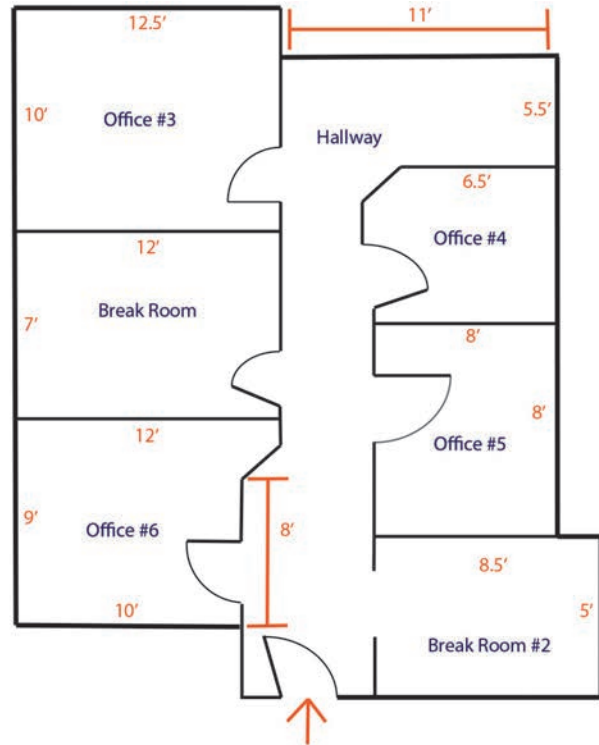 12.5'
11'
10'
Office #3
5.5'
Hallway
6.5'
Office #4
12'
Break Room
7'
8'
8'
Office #5
12'
9'
Office #6
8'
8.5'
10'
5'
Break Room #2